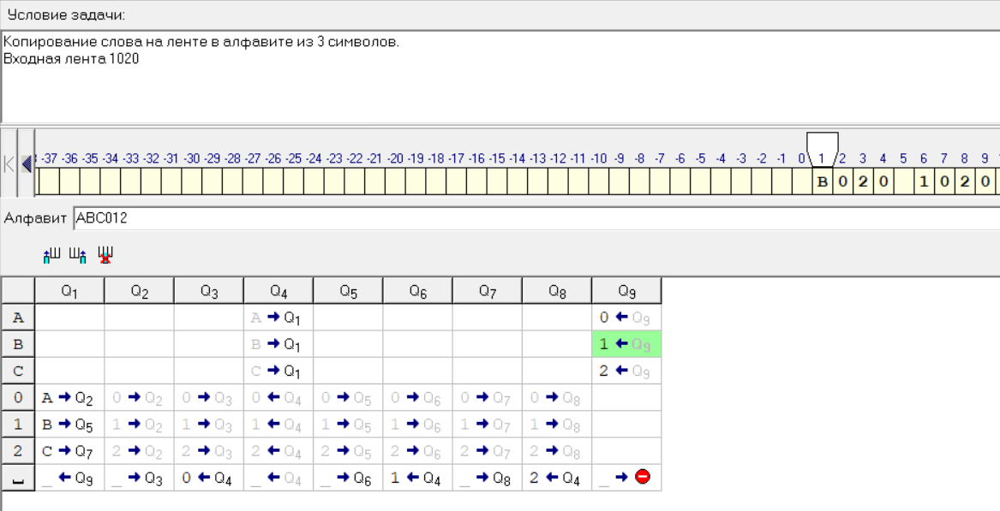 Условие задачи:
Копирование слова на ленте в алфавите из 3 символов.
Входная лента 1020
-37 -36 -35 -34 -33 -32 -31 -30 -29 -28 -27 -26 -25 -24 -23 -22 -21 -20 -19 -18 -17 -16 -15 -14 -13 -12 -11 -10 -9 -8 -7 -6 -5 -4 -3 -2 -1 0 1 2 3 4 5 6 7 8 9
B 0 2 0 1 0 2 0
Алфавит ABC012
Q1 Q2 Q3 Q4 Q5 Q6 Q7 Q8 Q9
A A → Q1 0 ← Q9
B B → Q1 1 ← Q9
C C → Q1 2 ← Q9
0 A → Q2 0 → Q2 0 → Q3 0 ← Q4 0 → Q5 0 → Q6 0 → Q7 0 → Q8
1 B → Q5 1 → Q2 1 → Q3 1 ← Q4 1 → Q5 1 → Q6 1 → Q7 1 → Q8
2 C → Q7 2 → Q2 2 → Q3 2 ← Q4 2 → Q5 2 → Q6 2 → Q7 2 → Q8
_ _ ← Q9 _ → Q3 0 ← Q4 _ ← Q4 _ → Q6 1 ← Q4 _ → Q8 2 ← Q4 _ →